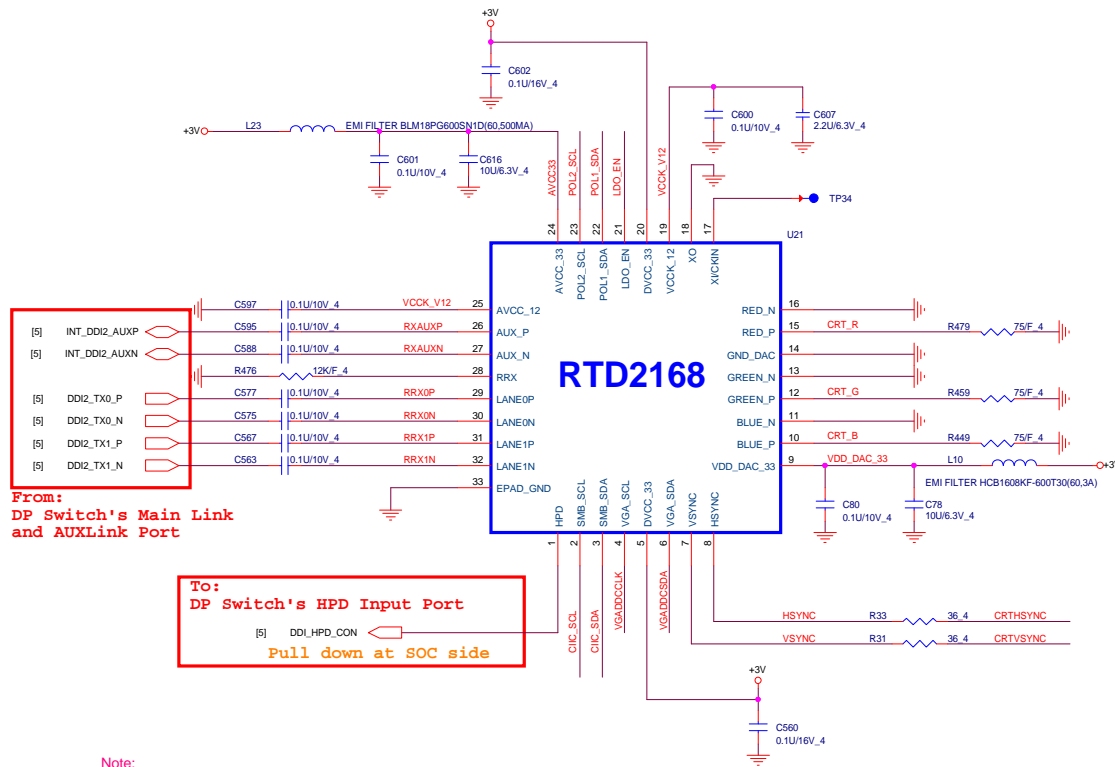 +3V
C602
0.1U/16V_4
+3V
L23
EMI FILTER BLM18PG600SN1D(60,500MA)
C601
0.1U/10V_4
C616
10U/6.3V_4
C600
0.1U/10V_4
C607
2.2U/6.3V_4
AVCC33
POL2_SCL
POL1_SDA
LDO_EN
VCCK_V12
TP34
24
23
22
21
20
19
18
17
U21
AVCC_33
POL2_SCL
POL1_SDA
LDO_EN
DVCC_33
VCCK_12
XO
XI/CKIN
RTD2168
C597 0.1U/10V_4 VCCK_V12 25 AVCC_12
[5] INT_DDI2_AUXP C595 0.1U/10V_4 RXAUXP 26 AUX_P
[5] INT_DDI2_AUXN C588 0.1U/10V_4 RXAUXN 27 AUX_N
R476 12K/F_4 28 RRX
[5] DDI2_TX0_P C577 0.1U/10V_4 RRX0P 29 LANE0P
[5] DDI2_TX0_N C575 0.1U/10V_4 RRX0N 30 LANE0N
[5] DDI2_TX1_P C567 0.1U/10V_4 RRX1P 31 LANE1P
[5] DDI2_TX1_N C563 0.1U/10V_4 RRX1N 32 LANE1N
33 EPAD_GND
From:
DP Switch's Main Link
and AUXLink Port
RED_N 16
RED_P 15 CRT_R R479 75/F_4
GND_DAC 14
GREEN_N 13
GREEN_P 12 CRT_G R459 75/F_4
BLUE_N 11
BLUE_P 10 CRT_B R449 75/F_4
VDD_DAC_33 9 VDD_DAC_33 L10 +3V
EMI FILTER HCB1608KF-600T30(60,3A)
C80
0.1U/10V_4
C78
10U/6.3V_4
HPD
SMB_SCL
SMB_SDA
VGA_SCL
DVCC_33
VGA_SDA
VSYNC
HSYNC
1
2
3
4
5
6
7
8
CIIC_SCL
CIIC_SDA
VGADDCCLK
VGADDCSDA
To:
DP Switch's HPD Input Port
[5] DDI_HPD_CON
Pull down at SOC side
HSYNC R33 36_4 CRTHSYNC
VSYNC R31 36_4 CRTVSYNC
+3V
C560
0.1U/16V_4
Note: